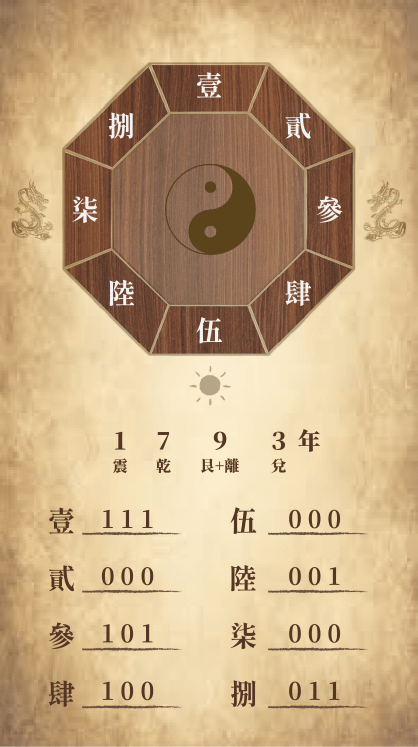 壹
捌 貳
柒 參
陸 肆
伍
1 7 9 3 年
震 乾 艮+離 兌
壹 111 伍 000
貳 000 陸 001
參 101 柒 000
肆 100 捌 011